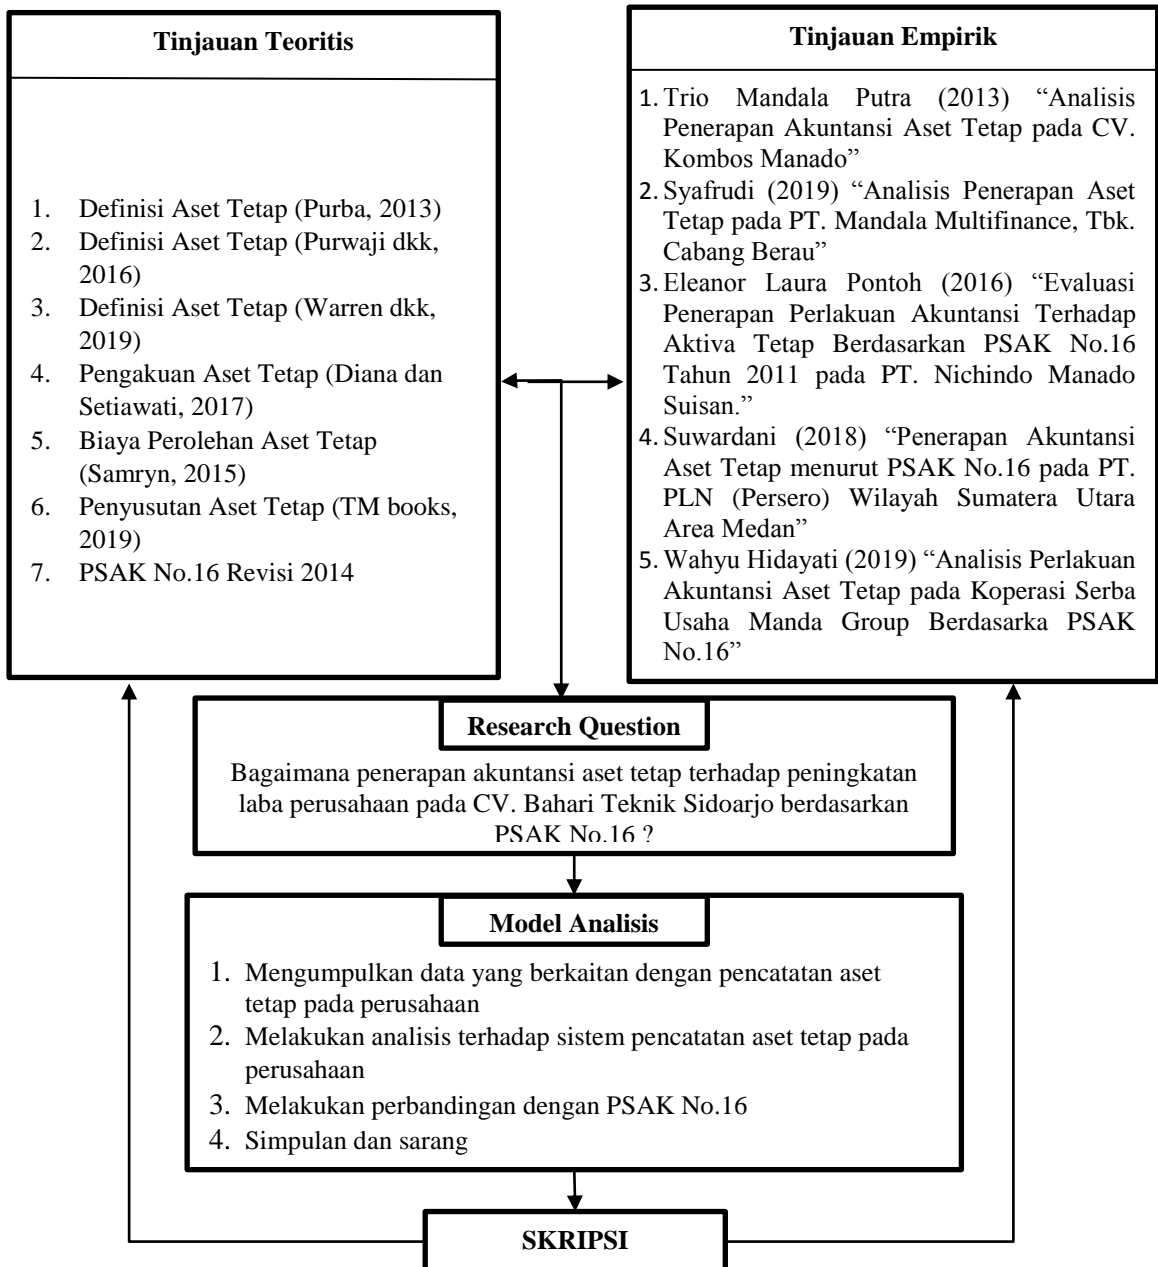 Tinjauan Teoritis
1. Definisi Aset Tetap (Purba, 2013)
2. Definisi Aset Tetap (Purwaji dkk,
2016)
3. Definisi Aset Tetap (Warren dkk,
2019)
4. Pengakuan Aset Tetap (Diana dan
Setiawati, 2017)
5. Biaya Perolehan Aset Tetap
(Samryn, 2015)
6. Penyusutan Aset Tetap (TM books,
2019)
7. PSAK No.16 Revisi 2014
Tinjauan Empirik
1. Trio Mandala Putra (2013) “Analisis
Penerapan Akuntansi Aset Tetap pada CV.
Kombos Manado”
2. Syafrudi (2019) “Analisis Penerapan Aset
Tetap pada PT. Mandala Multifinance, Tbk.
Cabang Berau”
3. Eleanor Laura Pontoh (2016) “Evaluasi
Penerapan Perlakuan Akuntansi Terhadap
Aktiva Tetap Berdasarkan PSAK No.16
Tahun 2011 pada PT. Nichindo Manado
Suisan.”
4. Suwardani (2018) “Penerapan Akuntansi
Aset Tetap menurut PSAK No.16 pada PT.
PLN (Persero) Wilayah Sumatera Utara
Area Medan”
5. Wahyu Hidayati (2019) “Analisis Perlakuan
Akuntansi Aset Tetap pada Koperasi Serba
Usaha Manda Group Berdasarka PSAK
No.16”
Research Question
Bagaimana penerapan akuntansi aset tetap terhadap peningkatan
laba perusahaan pada CV. Bahari Teknik Sidoarjo berdasarkan
PSAK No.16 ?
Model Analisis
1. Mengumpulkan data yang berkaitan dengan pencatatan aset
tetap pada perusahaan
2. Melakukan analisis terhadap sistem pencatatan aset tetap pada
perusahaan
3. Melakukan perbandingan dengan PSAK No.16
4. Simpulan dan sarang
SKRIPSI